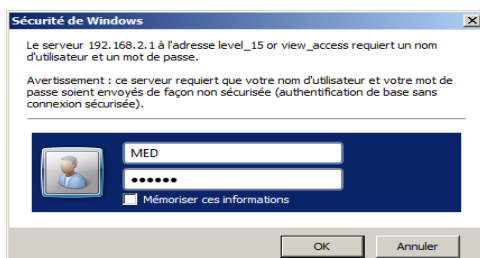 Sécurité de Windows
Le serveur 192.168.2.1 à l'adresse level_15 or view_access requiert un nom
d'utilisateur et un mot de passe.
Avertissement : ce serveur requiert que votre nom d'utilisateur et votre mot de
passe soient envoyés de façon non sécurisée (authentification de base sans
connexion sécurisée).
MED
●●●●●●
Mémoriser ces informations
OK Annuler